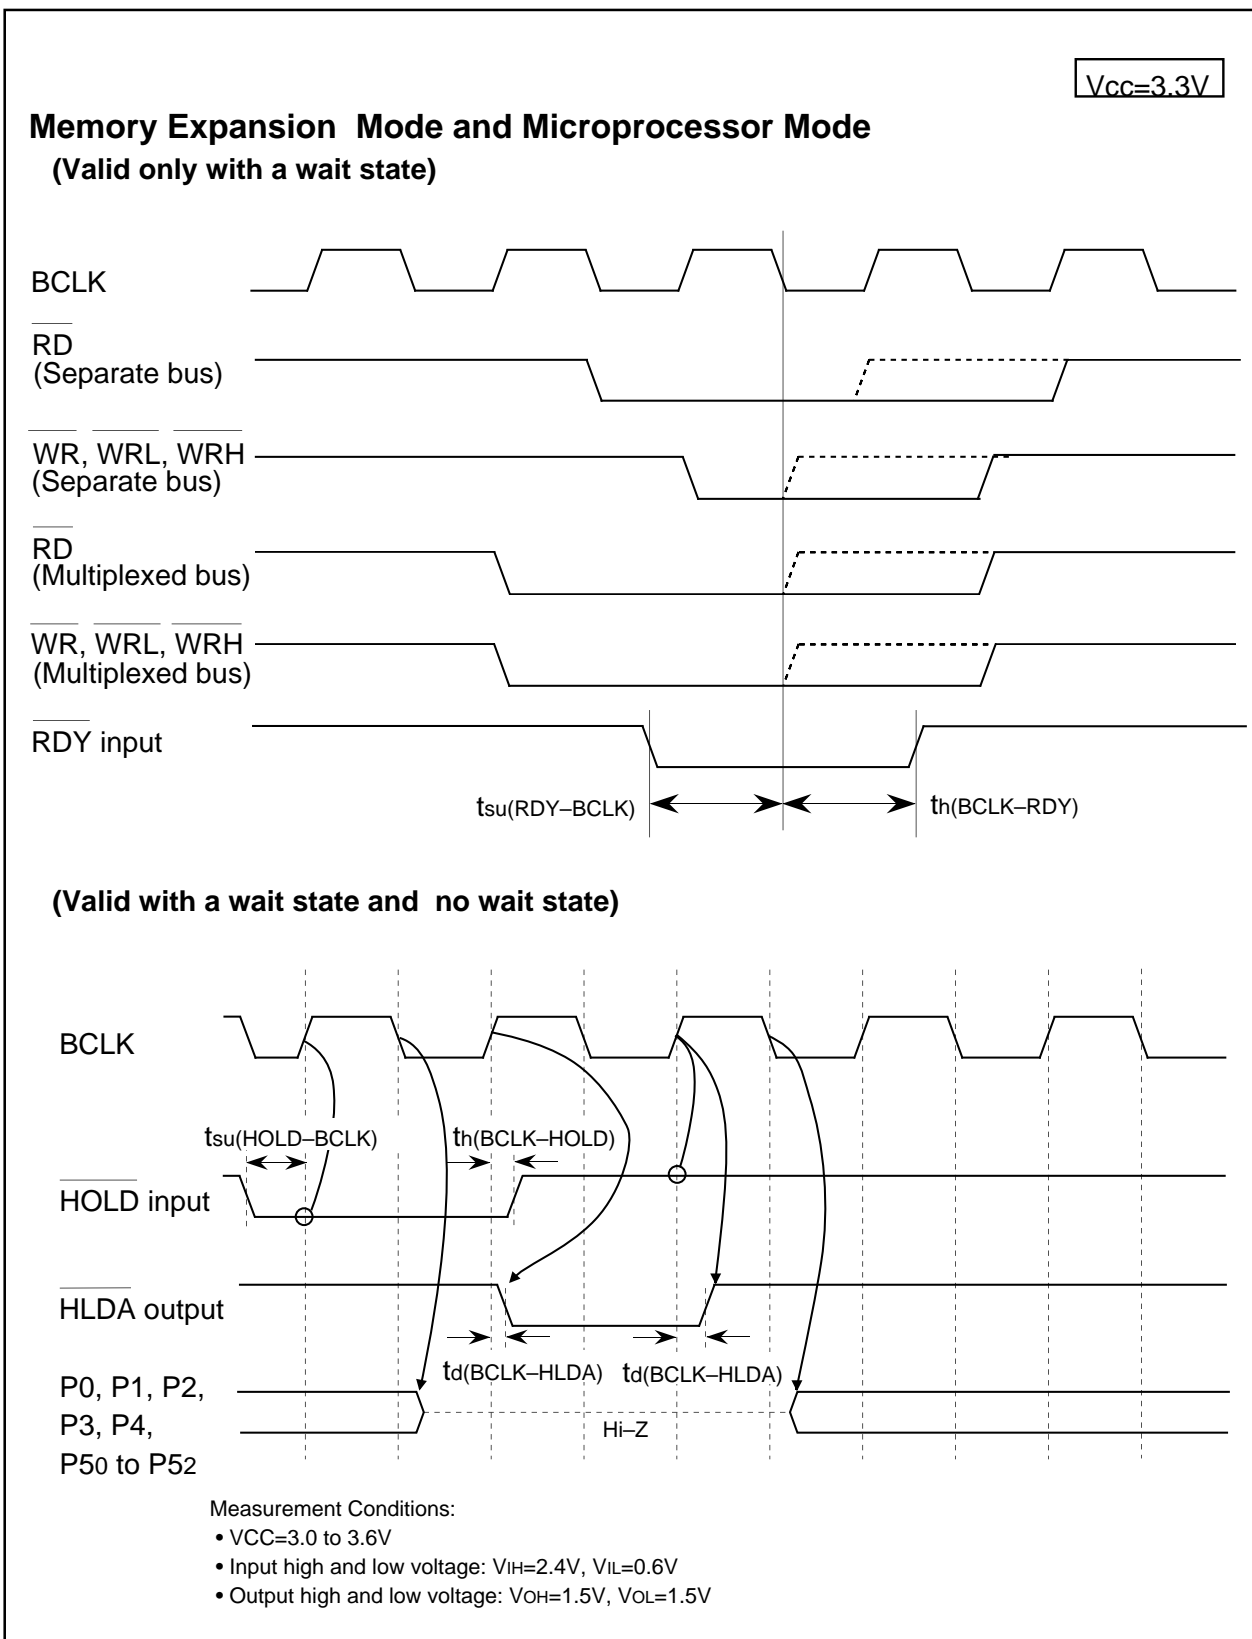 Vcc=3.3V
Memory Expansion Mode and Microprocessor Mode
(Valid only with a wait state)
BCLK
RD
(Separate bus)
WR, WRL, WRH
(Separate bus)
RD
(Multiplexed bus)
WR, WRL, WRH
(Multiplexed bus)
RDY input
tsu(RDY–BCLK)
th(BCLK–RDY)
(Valid with a wait state and no wait state)
BCLK
tsu(HOLD–BCLK)
th(BCLK–HOLD)
HOLD input
HLDA output
td(BCLK–HLDA)
td(BCLK–HLDA)
P0, P1, P2,
P3, P4,
P50 to P52
Hi–Z
Measurement Conditions:
• VCC=3.0 to 3.6V
• Input high and low voltage: VIH=2.4V, VIL=0.6V
• Output high and low voltage: VOH=1.5V, VOL=1.5V